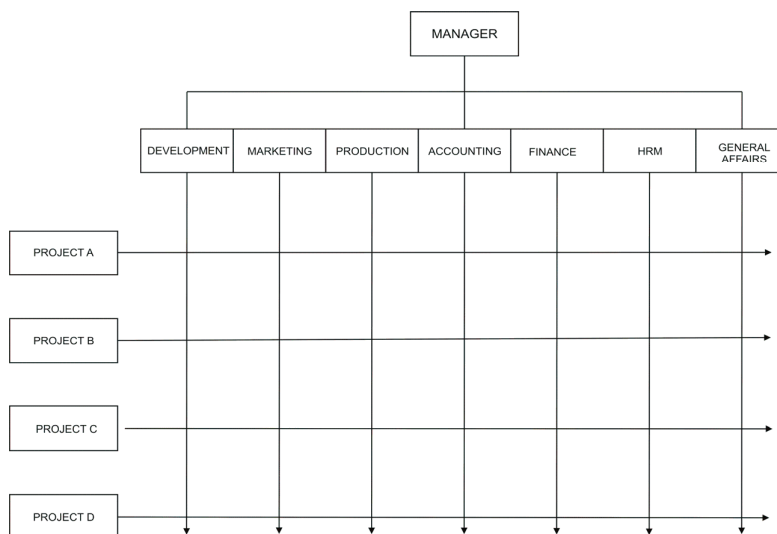 MANAGER
DEVELOPMENT
MARKETING
PRODUCTION
ACCOUNTING
FINANCE
HRM
GENERAL
AFFAIRS
PROJECT A
PROJECT B
PROJECT C
PROJECT D